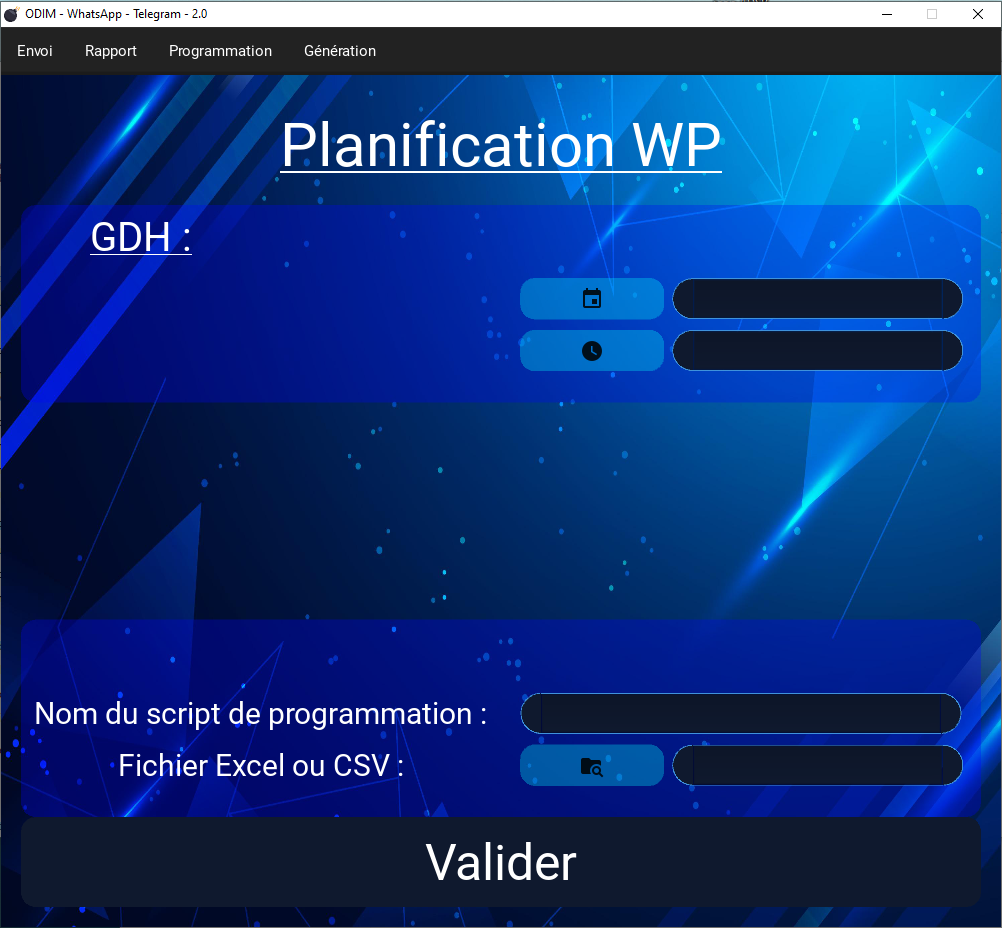 ODIM - WhatsApp - Telegram - 2.0
Envoi Rapport Programmation Génération
Planification WP
GDH :
Nom du script de programmation :
Fichier Excel ou CSV :
Valider